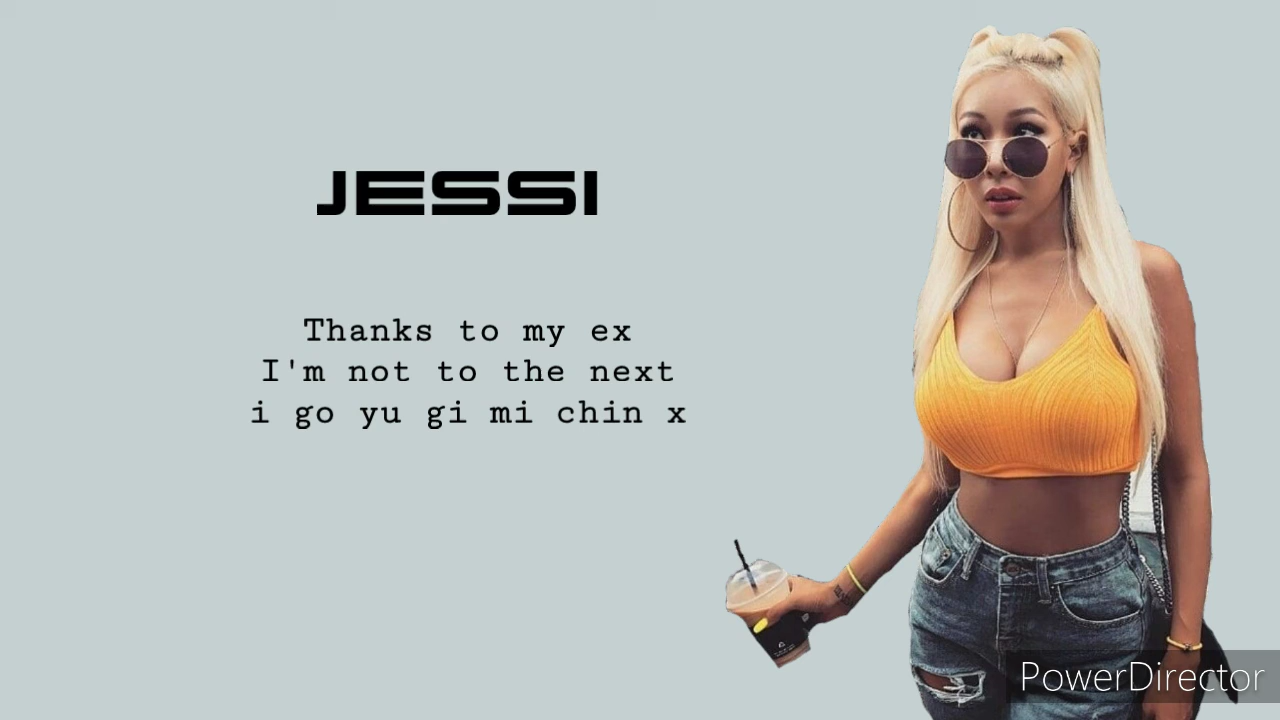 JESSI
Thanks to my ex
I'm not to the next
i go yu gi mi chin x
PowerDirector